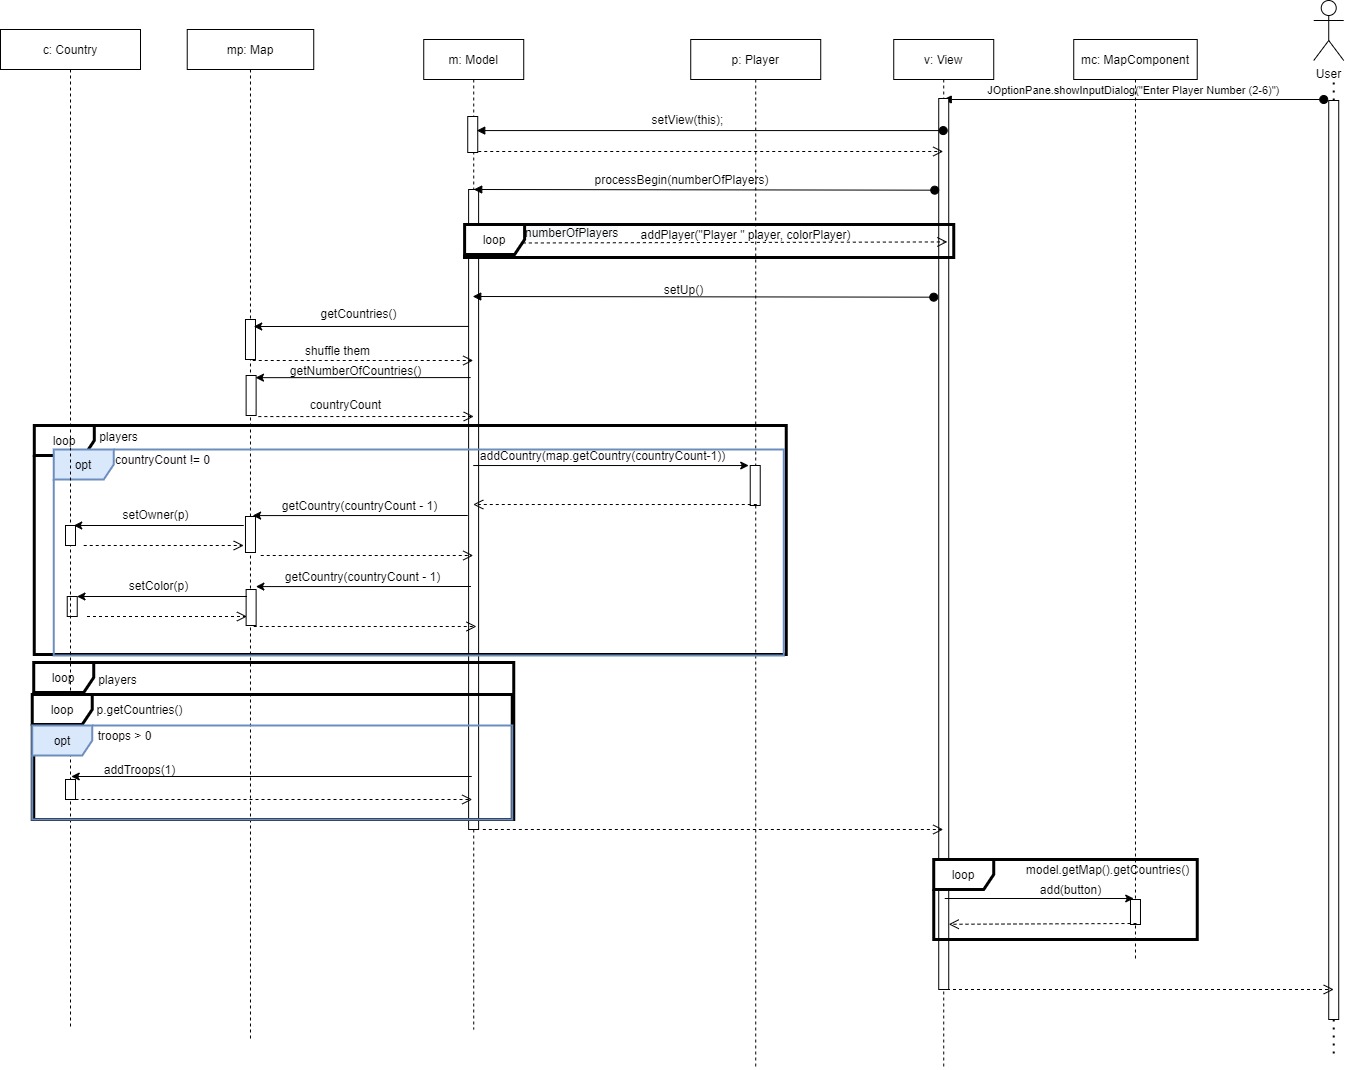 c: Country
mp: Map
m: Model
p: Player
v: View
mc: MapComponent
User
JOptionPane.showInputDialog("Enter Player Number (2-6)")
setView(this);
processBegin(numberOfPlayers)
loop
numberOfPlayers
addPlayer("Player " player, colorPlayer)
setUp()
getCountries()
shuffle them
getNumberOfCountries()
countryCount
loop
players
opt
countryCount != 0
addCountry(map.getCountry(countryCount-1))
getCountry(countryCount - 1)
setOwner(p)
getCountry(countryCount - 1)
setColor(p)
loop
players
loop
p.getCountries()
opt
troops > 0
addTroops(1)
loop
model.getMap().getCountries()
add(button)